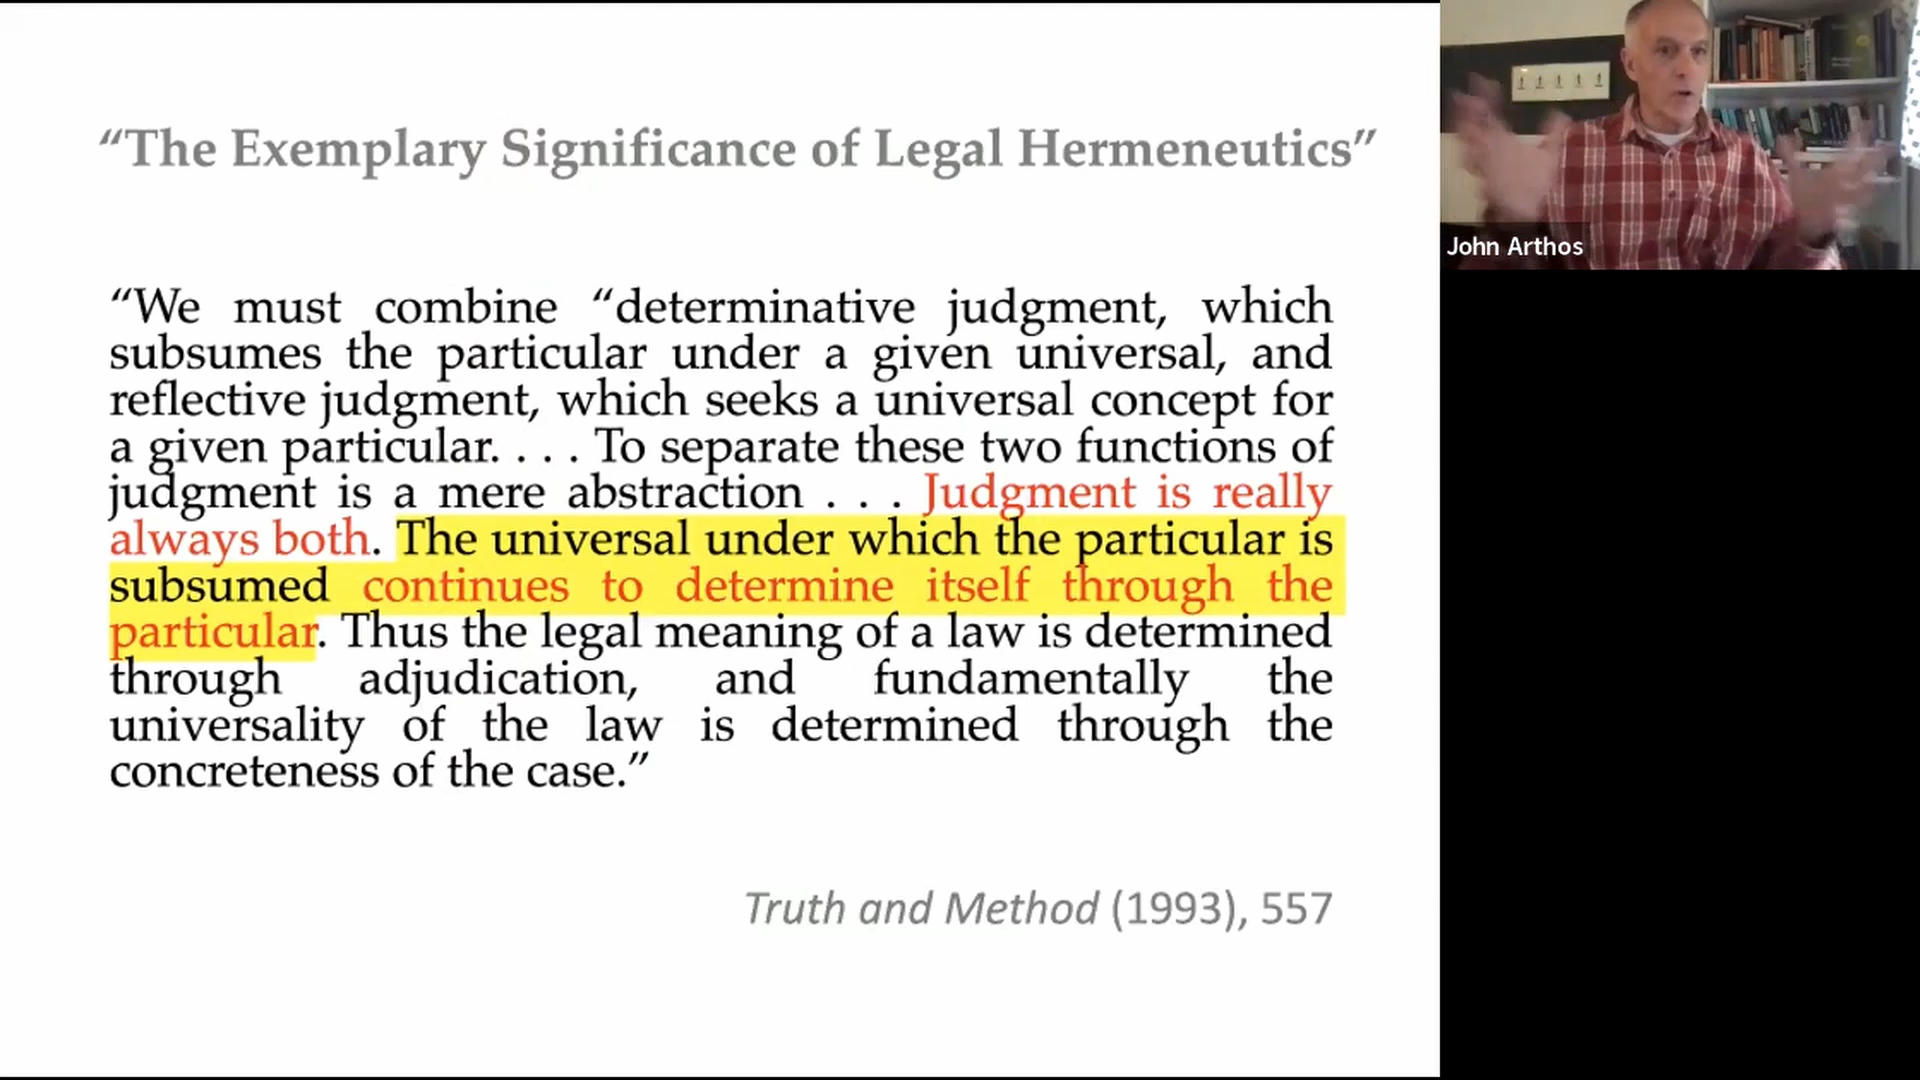 “The Exemplary Significance of Legal Hermeneutics”
“We must combine “determinative judgment, which
subsumes the particular under a given universal, and
reflective judgment, which seeks a universal concept for
a given particular. . . . To separate these two functions of
judgment is a mere abstraction . . . Judgment is really
always both. The universal under which the particular is
subsumed continues to determine itself through the
particular. Thus the legal meaning of a law is determined
through adjudication, and fundamentally the
universality of the law is determined through the
concreteness of the case.”
Truth and Method (1993), 557
John Arthos